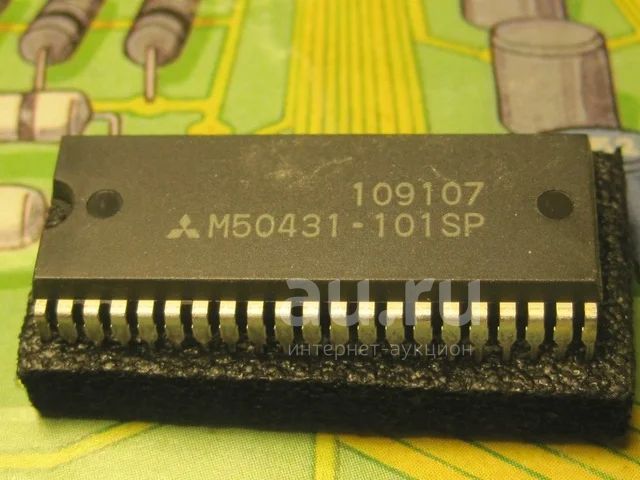 109107
M50431-101SP
au.ru
интернет-аукцион